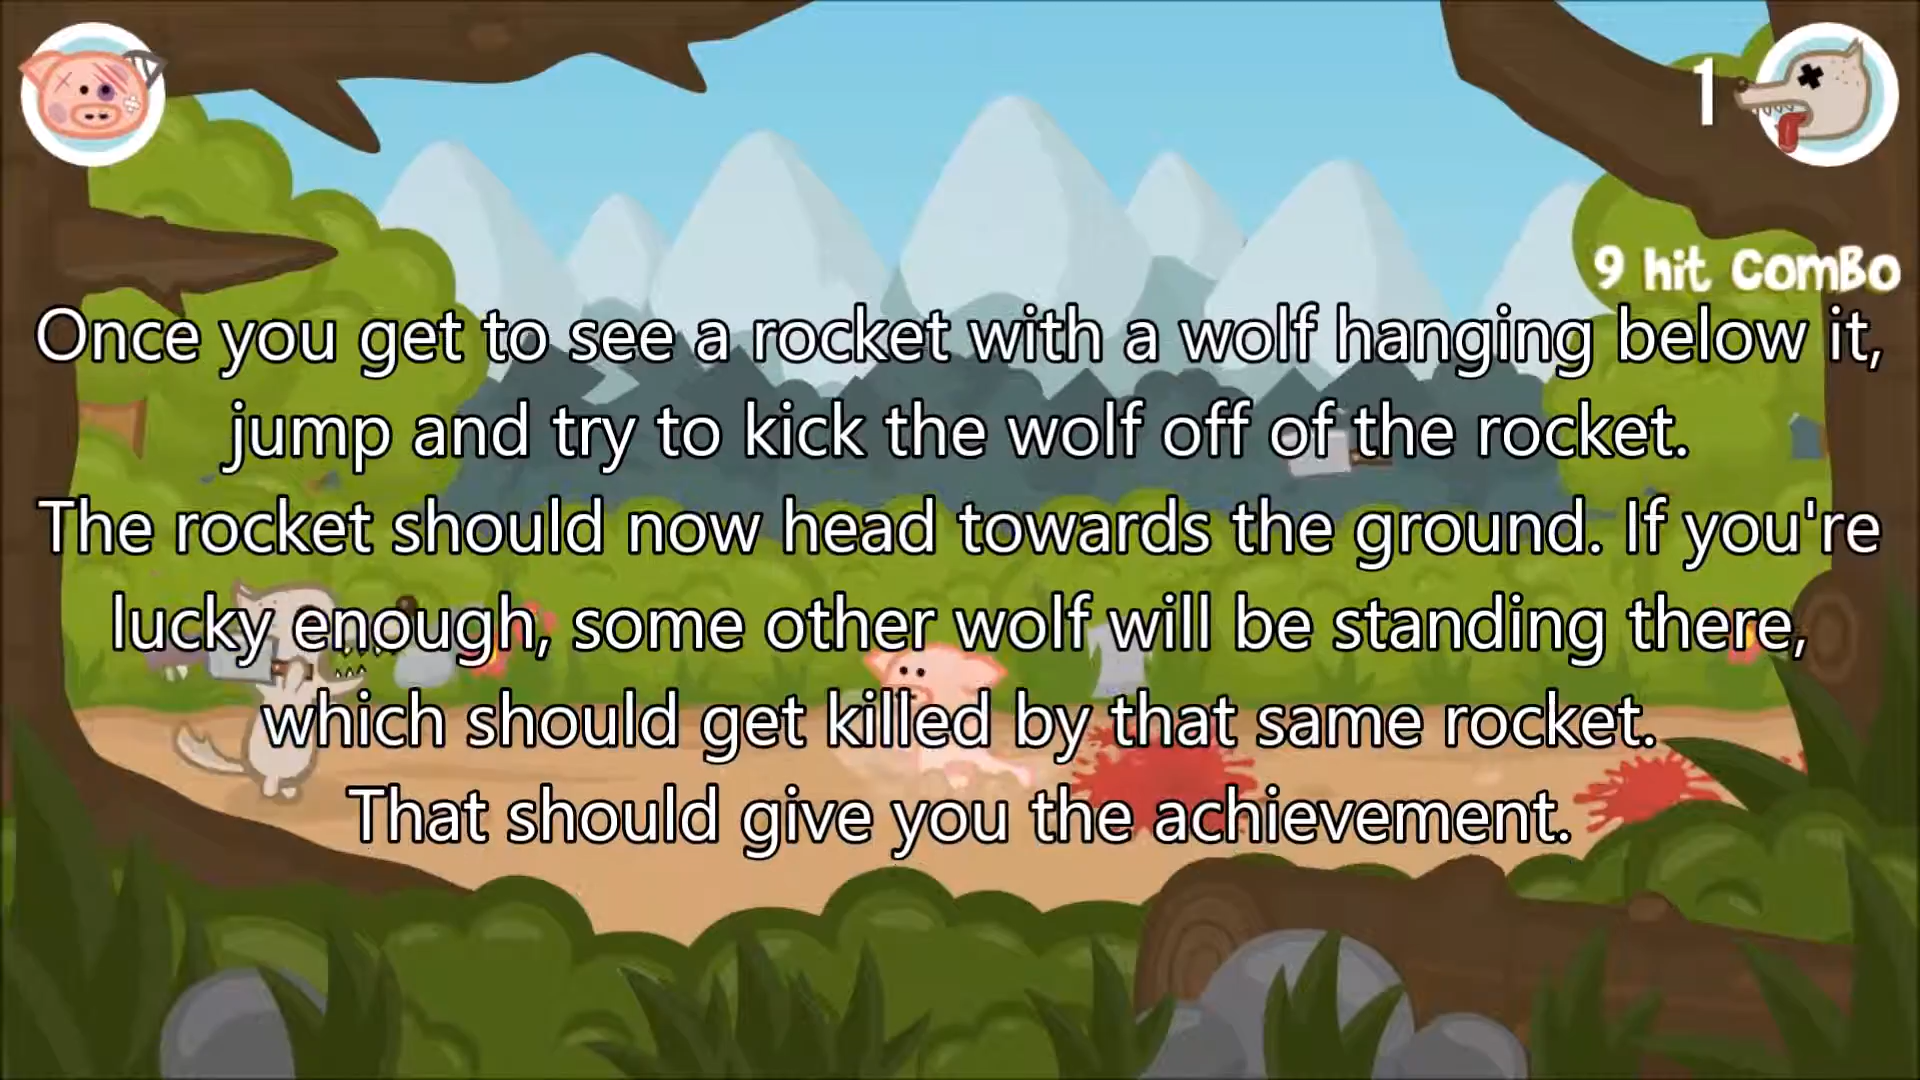 1
9 hit comBo
Once you get to see a rocket with a wolf hanging below it,
jump and try to kick the wolf off of the rocket.
The rocket should now head towards the ground. If you're
lucky enough, some other wolf will be standing there,
which should get killed by that same rocket.
That should give you the achievement.